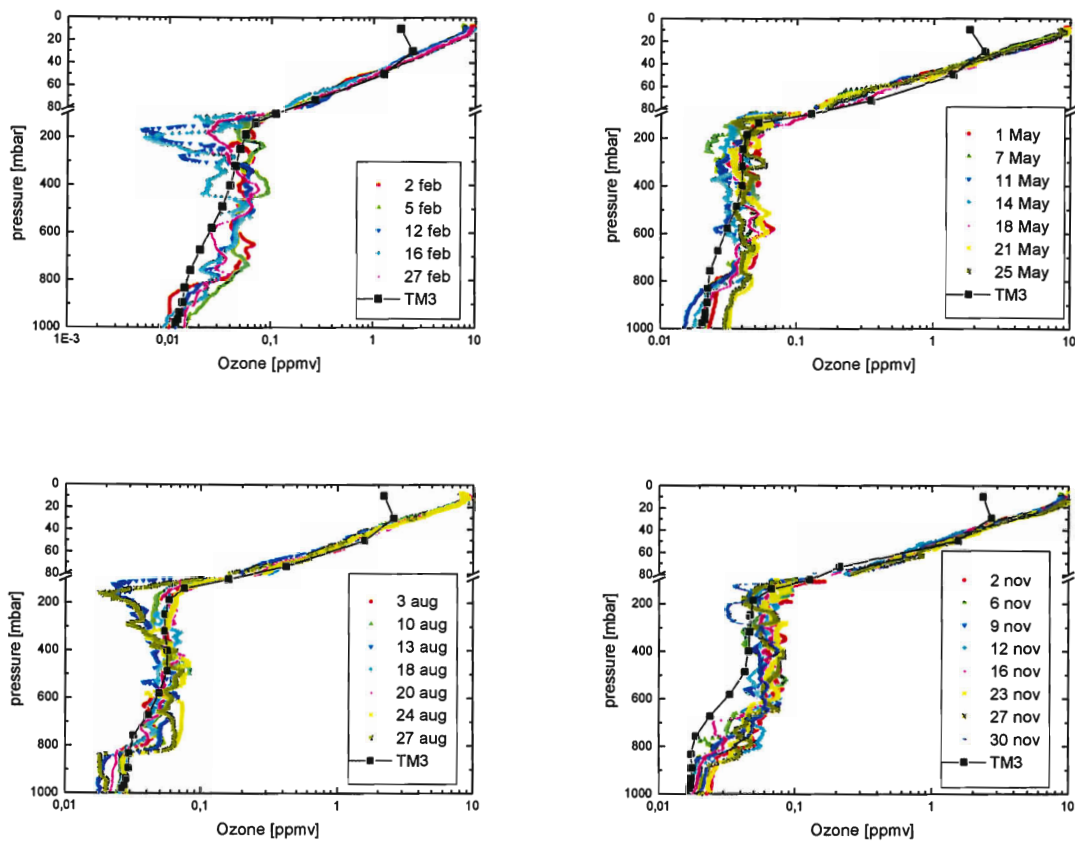 0
20
40
60
80
200
400
600
800
1000
pressure [mbar]
1E-3
0,01
0,1
1
10
Ozone [ppmv]
2 feb
5 feb
12 feb
16 feb
27 feb
TM3
0
20
40
60
80
200
400
600
800
1000
pressure [mbar]
0.01
0,1
1
10
Ozone [ppmv]
1 May
7 May
11 May
14 May
18 May
21 May
25 May
TM3
0
20
40
60
80
200
400
600
800
1000
pressure [mbar]
0,01
0,1
1
10
Ozone [ppmv]
3 aug
10 aug
13 aug
18 aug
20 aug
24 aug
27 aug
TM3
0
20
40
60
80
200
400
600
800
1000
pressure [mbar]
0,01
0,1
1
10
Ozone [ppmv]
2 nov
6 nov
9 nov
12 nov
16 nov
23 nov
27 nov
30 nov
TM3